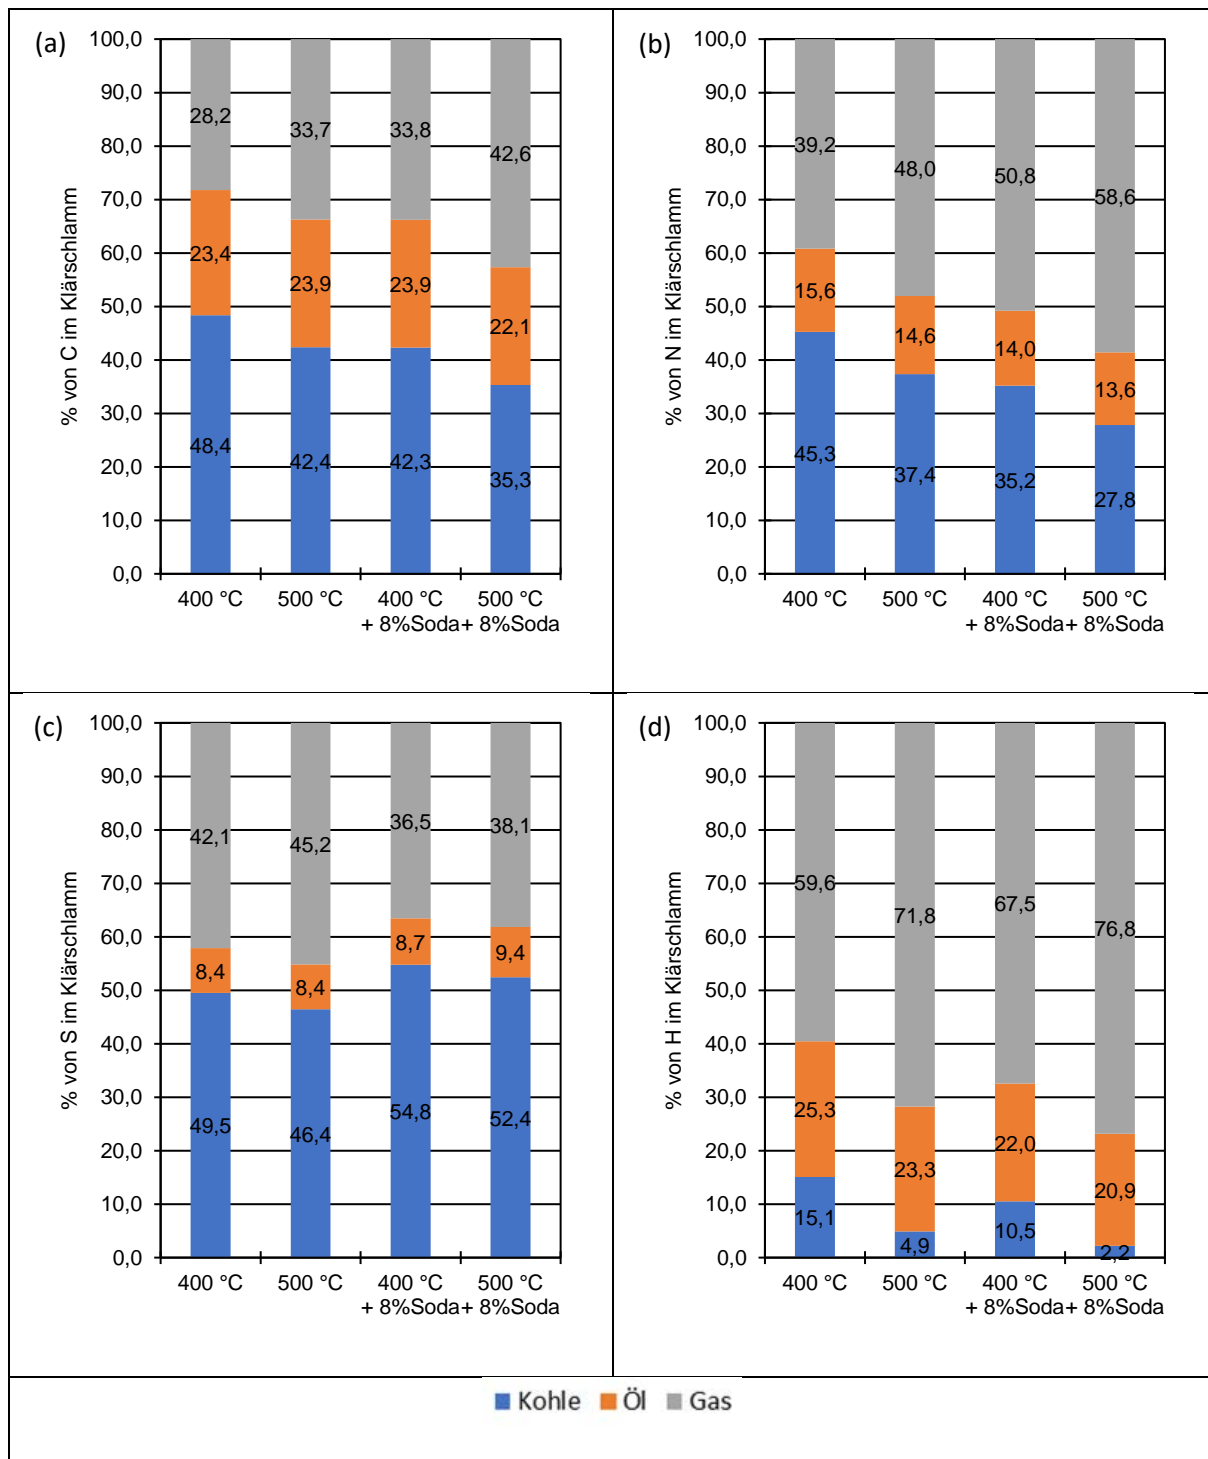 (a)
% von C im Klärschlamm
100,0
90,0
80,0
70,0
60,0
50,0
40,0
30,0
20,0
10,0
0,0
28,2
33,7
33,8
42,6
23,4
23,9
23,9
22,1
48,4
42,4
42,3
35,3
400 °C
500 °C
400 °C
+ 8%Soda
500 °C
+ 8%Soda
(b)
% von N im Klärschlamm
100,0
90,0
80,0
70,0
60,0
50,0
40,0
30,0
20,0
10,0
0,0
39,2
48,0
50,8
58,6
15,6
14,6
14,0
13,6
45,3
37,4
35,2
27,8
400 °C
500 °C
400 °C
+ 8%Soda
500 °C
+ 8%Soda
(c)
% von S im Klärschlamm
100,0
90,0
80,0
70,0
60,0
50,0
40,0
30,0
20,0
10,0
0,0
42,1
45,2
36,5
38,1
8,4
8,4
8,7
9,4
49,5
46,4
54,8
52,4
400 °C
500 °C
400 °C
+ 8%Soda
500 °C
+ 8%Soda
(d)
% von H im Klärschlamm
100,0
90,0
80,0
70,0
60,0
50,0
40,0
30,0
20,0
10,0
0,0
59,6
71,8
67,5
76,8
25,3
23,3
22,0
20,9
15,1
4,9
10,5
2,2
400 °C
500 °C
400 °C
+ 8%Soda
500 °C
+ 8%Soda
Kohle Öl Gas